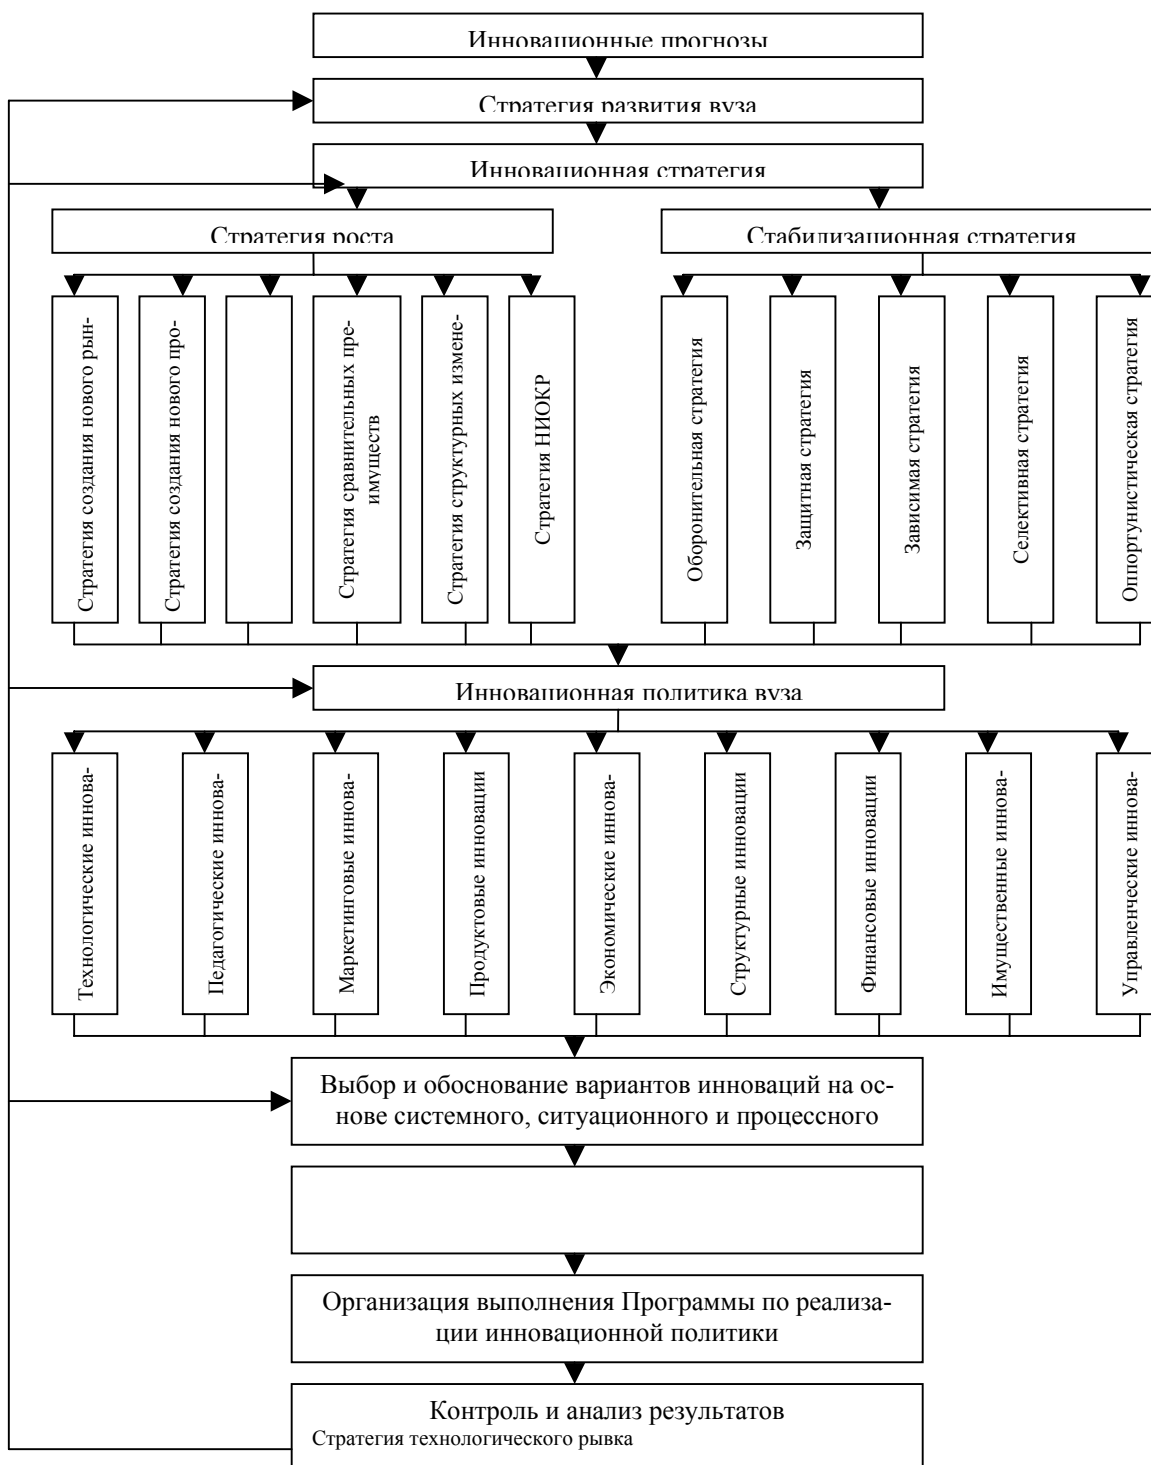 Инновационные прогнозы
Стратегия развития вуза
Инновационная стратегия
Стратегия роста
Стабилизационная стратегия
Стратегия создания нового рын-
Стратегия создания нового про-
Стратегия сравнительных пре-
имуществ
Стратегия структурных измене-
Стратегия НИОКР
Оборонительная стратегия
Защитная стратегия
Зависимая стратегия
Селективная стратегия
Оппортунистическая стратегия
Инновационная политика вуза
Технологические иннова-
Педагогические иннова-
Маркетинговые иннова-
Продуктовые инновации
Экономические иннова-
Структурные инновации
Финансовые инновации
Имущественные иннова-
Управленческие иннова-
Выбор и обоснование вариантов инноваций на ос-
нове системного, ситуационного и процессного
Организация выполнения Программы по реализа-
ции инновационной политики
Контроль и анализ результатов
Стратегия технологического рывка